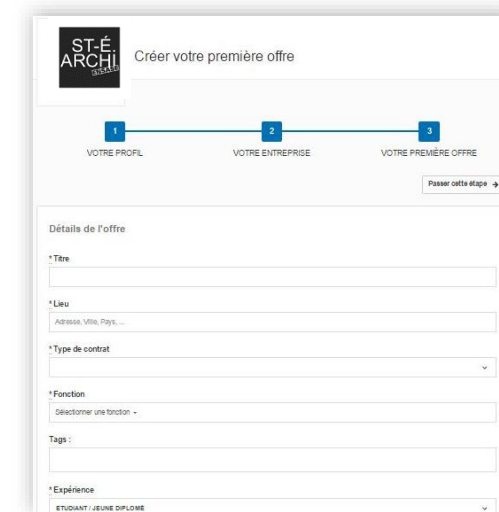 ST-É.
ARCHI
ENSASE
Créer votre première offre
1 2 3
VOTRE PROFIL VOTRE ENTREPRISE VOTRE PREMIÈRE OFFRE
Passer cette étape →
Détails de l'offre
* Titre
* Lieu
Adresse, Ville, Pays, ...
* Type de contrat
* Fonction
Sélectionner une fonction
Tags :
* Expérience
ETUDIANT / JEUNE DIPLOMÉ